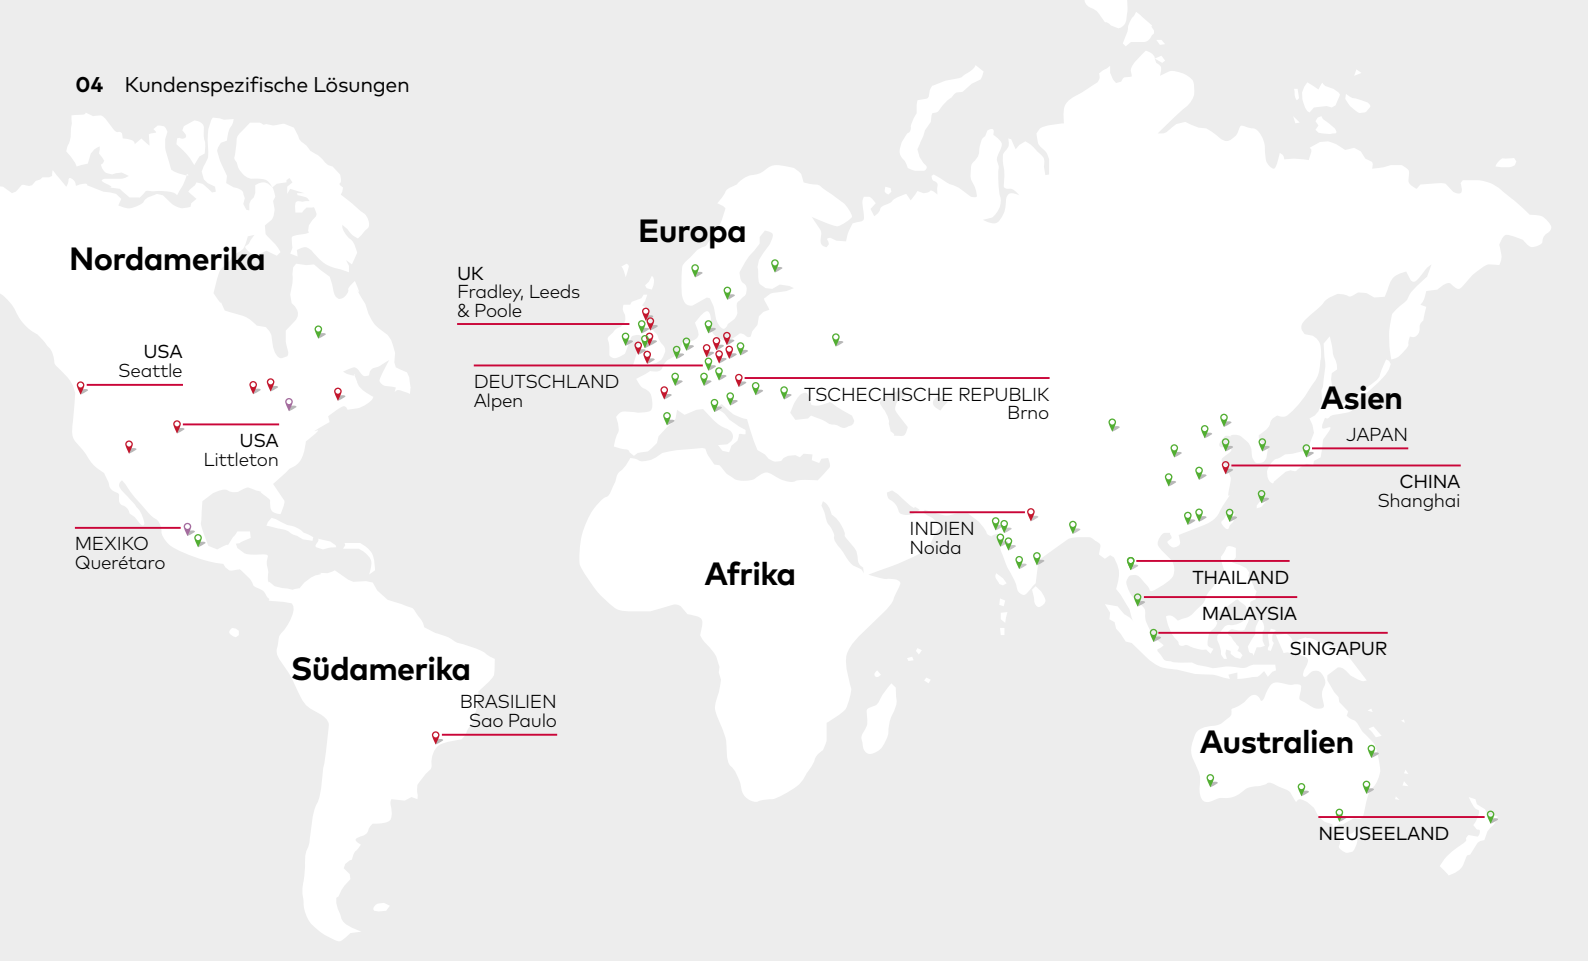 04 Kundenspezifische Lösungen
Nordamerika
USA
Seattle
USA
Littleton
MEXIKO
Querétaro
Südamerika
BRASILIEN
Sao Paulo
Europa
UK
Fradley, Leeds
& Poole
DEUTSCHLAND
Alpen
TSCHECHISCHE REPUBLIK
Brno
Afrika
Asien
JAPAN
CHINA
Shanghai
INDIEN
Noida
THAILAND
MALAYSIA
SINGAPUR
Australien
NEUSEELAND